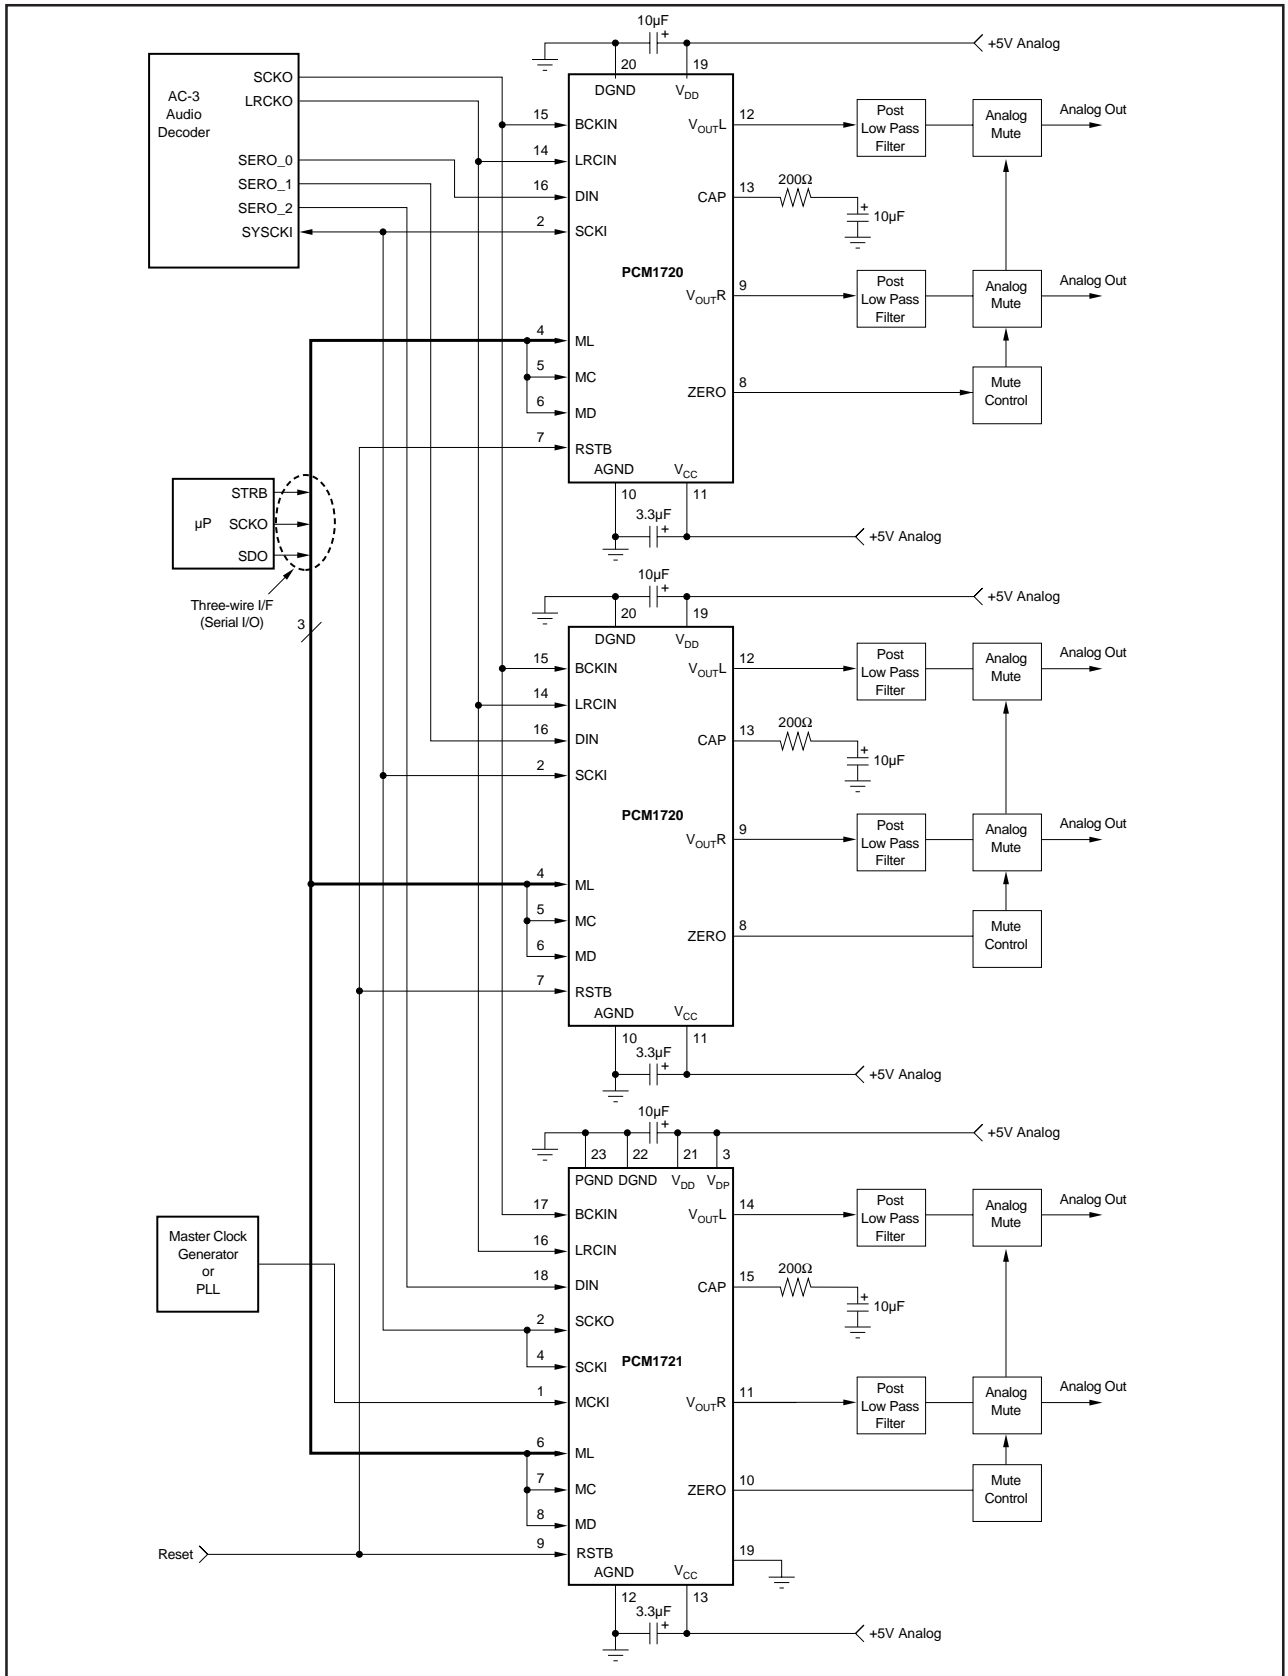 10µF
+
+5V Analog
20
19
DGND
VDD
AC-3
Audio
Decoder
SCKO
LRCKO
SERO_0
SERO_1
SERO_2
SYSCKI
15
BCKIN
14
LRCIN
16
DIN
2
SCKI
PCM1720
4
ML
5
MC
6
MD
7
RSTB
VOUTL
12
CAP
13
200Ω
+
10µF
VOUTR
9
ZERO
8
AGND
VCC
10
11
3.3µF
+
+5V Analog
Post
Low Pass
Filter
Analog
Mute
Analog Out
Post
Low Pass
Filter
Analog
Mute
Analog Out
Mute
Control
µP
STRB
SCKO
SDO
Three-wire I/F
(Serial I/O)
3
10µF
+
+5V Analog
20
19
DGND
VDD
15
BCKIN
14
LRCIN
16
DIN
2
SCKI
PCM1720
4
ML
5
MC
6
MD
7
RSTB
VOUTL
12
CAP
13
200Ω
+
10µF
VOUTR
9
ZERO
8
AGND
VCC
10
11
3.3µF
+
+5V Analog
Post
Low Pass
Filter
Analog
Mute
Analog Out
Post
Low Pass
Filter
Analog
Mute
Analog Out
Mute
Control
10µF
+
+5V Analog
23
22
21
3
PGND
DGND
VDD
VDP
Master Clock
Generator
or
PLL
17
BCKIN
16
LRCIN
18
DIN
2
SCKO
4
SCKI
PCM1721
1
MCKI
6
ML
7
MC
8
MD
Reset
9
RSTB
VOUTL
14
CAP
15
200Ω
+
10µF
VOUTR
11
ZERO
10
19
AGND
VCC
12
13
3.3µF
+
+5V Analog
Post
Low Pass
Filter
Analog
Mute
Analog Out
Post
Low Pass
Filter
Analog
Mute
Analog Out
Mute
Control